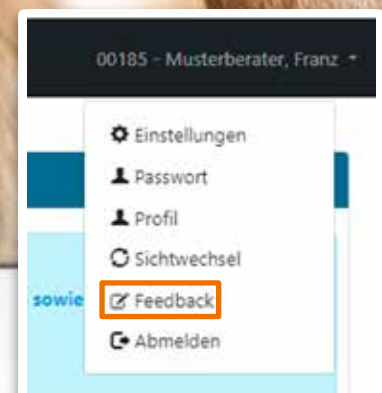 00185 - Musterberater, Franz
Einstellungen
Passwort
Profil
Sichtwechsel
sowie
Feedback
Abmelden